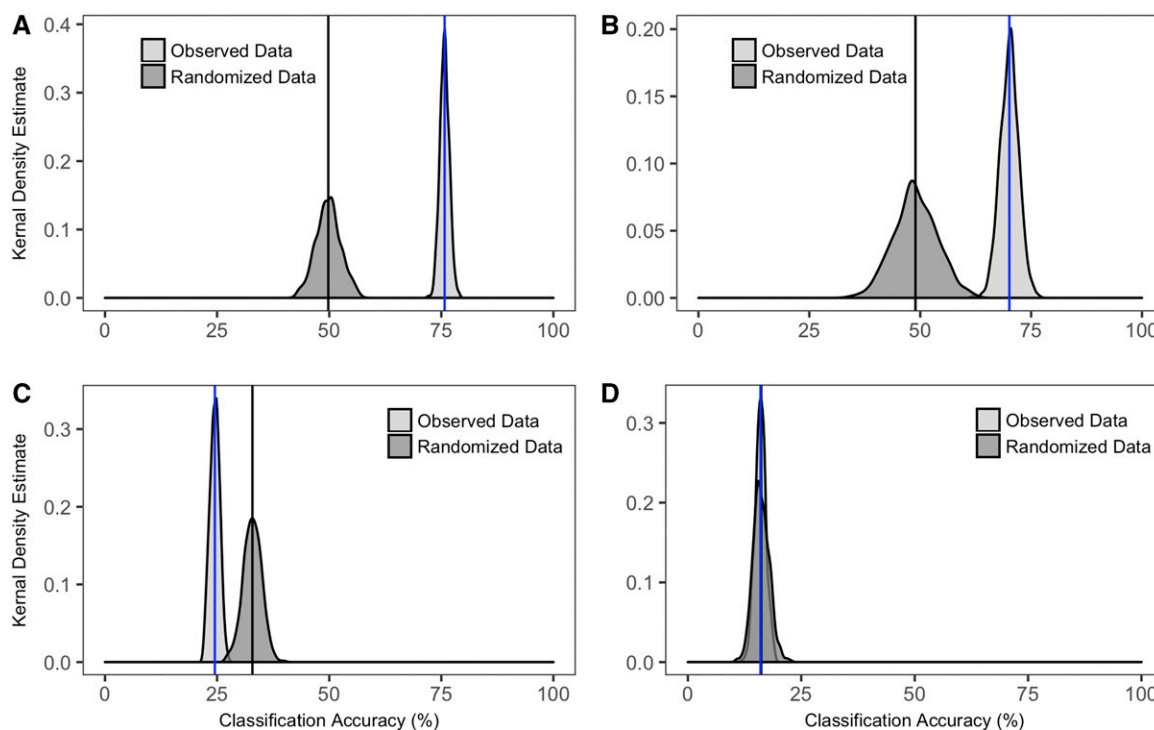 A
Kernal Density Estimate
0.4
0.3
0.2
0.1
0.0
Observed Data
Randomized Data
0 25 50 75 100
B
0.20
0.15
0.10
0.05
0.00
Observed Data
Randomized Data
0 25 50 75 100
C
Kernal Density Estimate
0.3
0.2
0.1
0.0
Observed Data
Randomized Data
0 25 50 75 100
Classification Accuracy (%)
D
0.3
0.2
0.1
0.0
Observed Data
Randomized Data
0 25 50 75 100
Classification Accuracy (%)